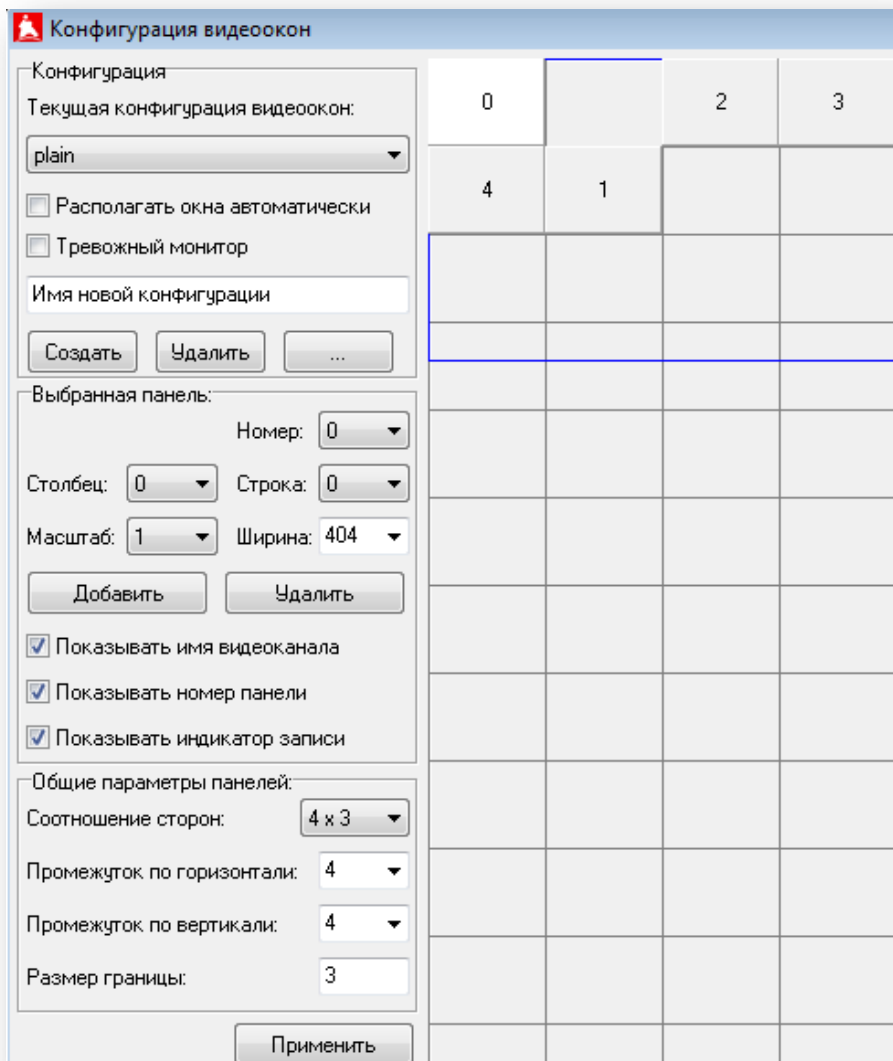 Конфигурация видеоокон
Конфигурация
Текущая конфигурация видеоокон:
plain
Располагать окна автоматически
Тревожный монитор
Имя новой конфигурации
Создать Удалить ...
Выбранная панель:
Номер: 0
Столбец: 0 Строка: 0
Масштаб: 1 Ширина: 404
Добавить Удалить
Показывать имя видеоканала
Показывать номер панели
Показывать индикатор записи
Общие параметры панелей:
Соотношение сторон: 4 x 3
Промежуток по горизонтали: 4
Промежуток по вертикали: 4
Размер границы: 3
Применить
0 2 3
4 1